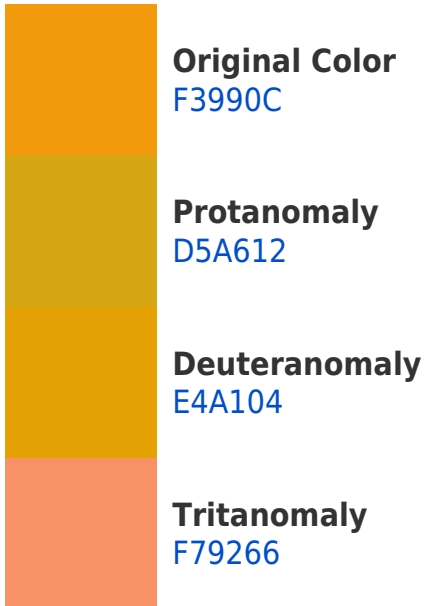 Original Color
F3990C
Protanomaly
D5A612
Deuteranomaly
E4A104
Tritanomaly
F79266